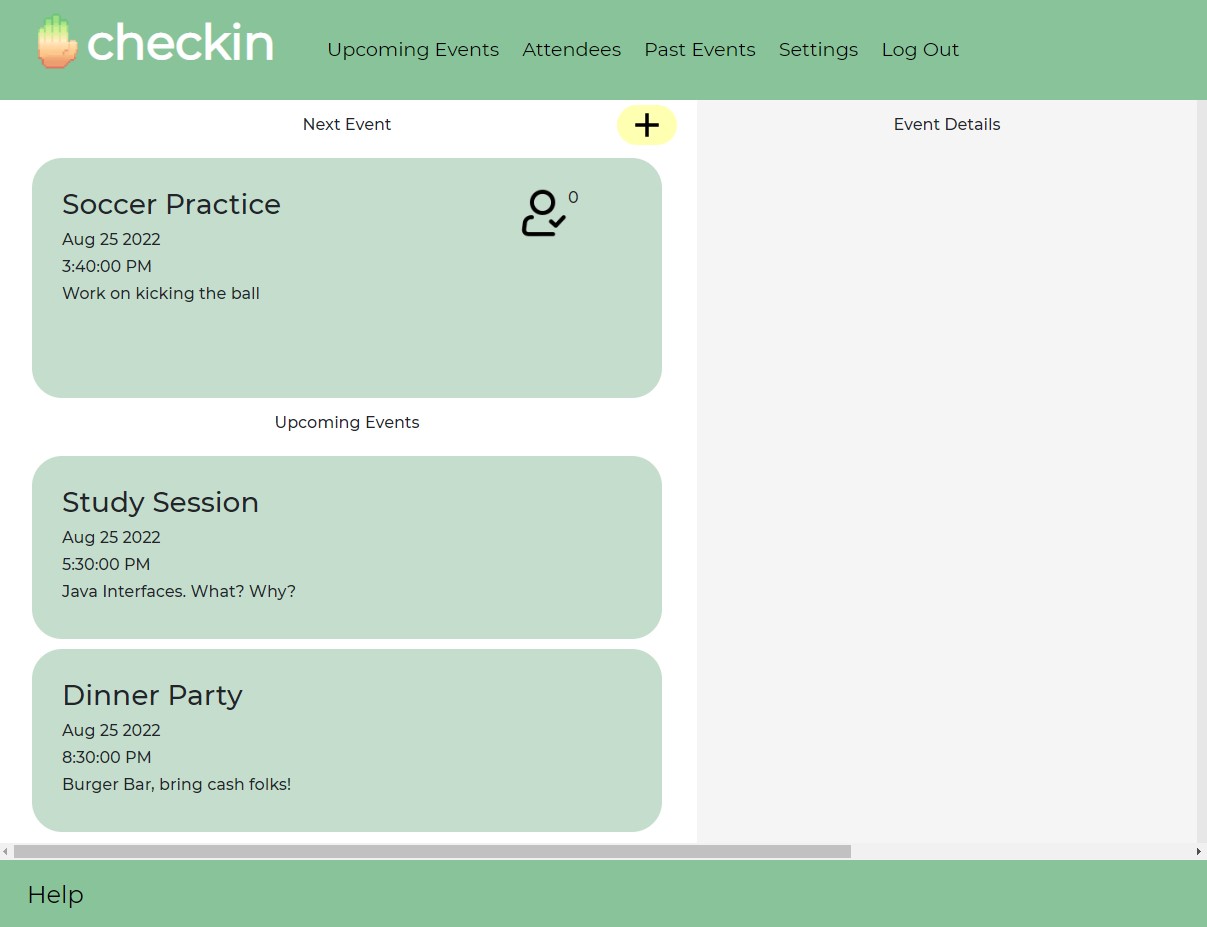 checkin
Upcoming Events
Attendees
Past Events
Settings
Log Out
Next Event
Soccer Practice
0
Aug 25 2022
3:40:00 PM
Work on kicking the ball
Upcoming Events
Study Session
Aug 25 2022
5:30:00 PM
Java Interfaces. What? Why?
Dinner Party
Aug 25 2022
8:30:00 PM
Burger Bar, bring cash folks!
Event Details
Help